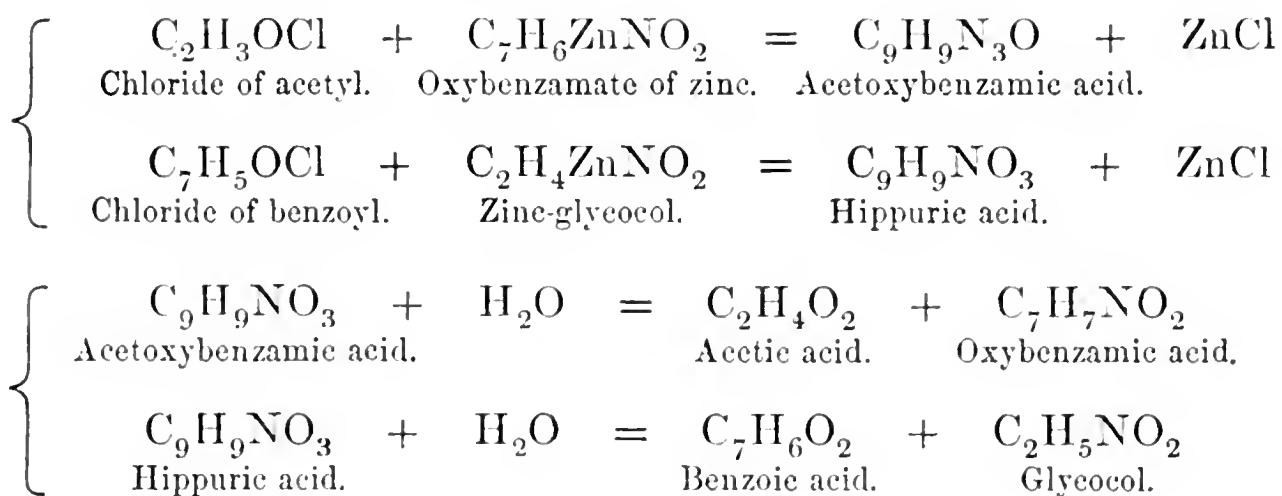 C₂H₃OCl + C₇H₆ZnNO₂ = C₉H₉N₃O + ZnCl
Chloride of acetyl. Oxybenzamate of zinc. Acetoxybenzamic acid.
C₇H₅OCl + C₂H₄ZnNO₂ = C₉H₉NO₃ + ZnCl
Chloride of benzoyl. Zinc-glycocol. Hippuric acid.
C₉H₉NO₃ + H₂O = C₂H₄O₂ + C₇H₇NO₂
Acetoxybenzamic acid. Acetic acid. Oxybenzamic acid.
C₉H₉NO₃ + H₂O = C₇H₆O₂ + C₂H₅NO₂
Hippuric acid. Benzoic acid. Glycocol.